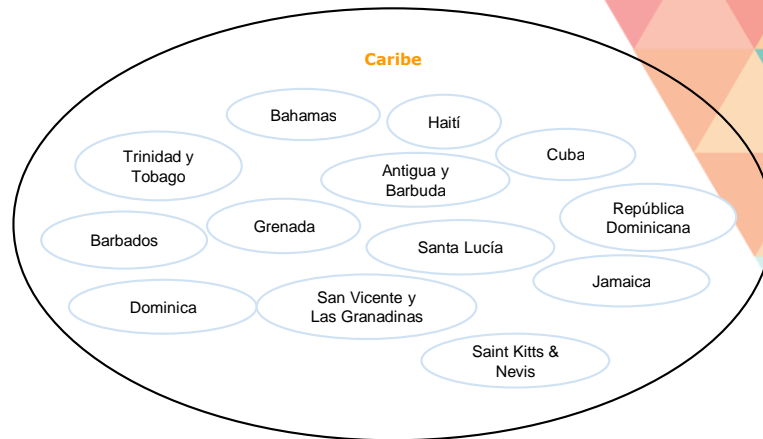 Caribe
Bahamas
Haití
Cuba
Trinidad y
Tobago
Antigua y
Barbuda
República
Dominicana
Barbados
Grenada
Santa Lucía
Jamaica
Dominica
San Vicente y
Las Granadinas
Saint Kitts &
Nevis